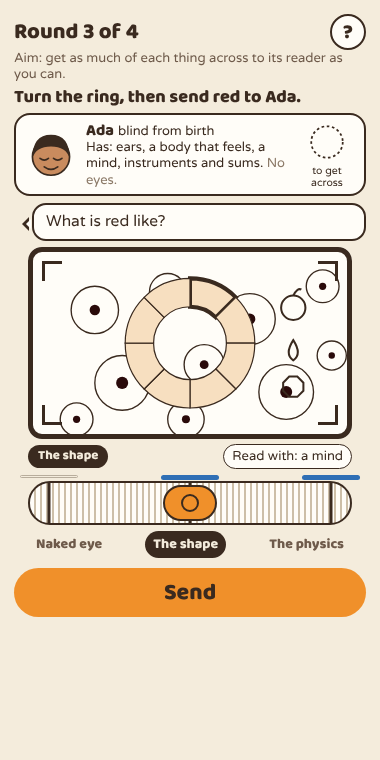 Round 3 of 4
?
Aim: get as much of each thing across to its reader as
you can.
Turn the ring, then send red to Ada.
Ada blind from birth
Has: ears, a body that feels, a
mind, instruments and sums. No
eyes.
to get
across
What is red like?
The shape
Read with: a mind
Naked eye
The shape
The physics
Send